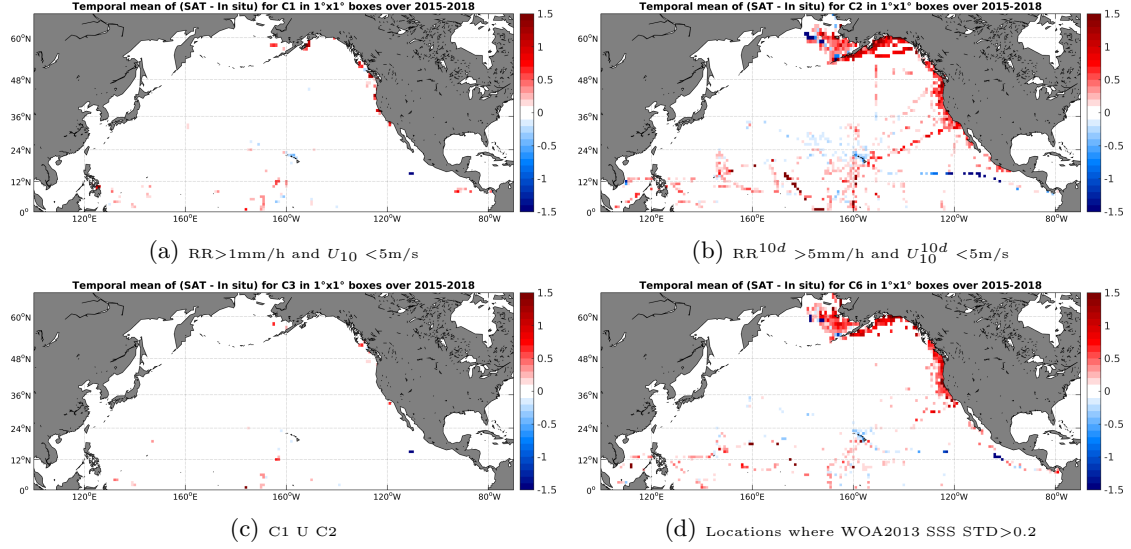 Temporal mean of (SAT - In situ) for C1 in 1°x1° boxes over 2015-2018
60°N
48°N
36°N
24°N
12°N
0°
120°E
160°E
160°W
120°W
80°W
1.5
1
0.5
0
-0.5
-1
-1.5
(a) RR>1mm/h and U10 <5m/s
Temporal mean of (SAT - In situ) for C2 in 1°x1° boxes over 2015-2018
60°N
48°N
36°N
24°N
12°N
0°
120°E
160°E
160°W
120°W
80°W
1.5
1
0.5
0
-0.5
-1
-1.5
(b) RR^10d >5mm/h and U10^10d <5m/s
Temporal mean of (SAT - In situ) for C3 in 1°x1° boxes over 2015-2018
60°N
48°N
36°N
24°N
12°N
0°
120°E
160°E
160°W
120°W
80°W
1.5
1
0.5
0
-0.5
-1
-1.5
(c) C1 U C2
Temporal mean of (SAT - In situ) for C6 in 1°x1° boxes over 2015-2018
60°N
48°N
36°N
24°N
12°N
0°
120°E
160°E
160°W
120°W
80°W
1.5
1
0.5
0
-0.5
-1
-1.5
(d) Locations where WOA2013 SSS STD>0.2